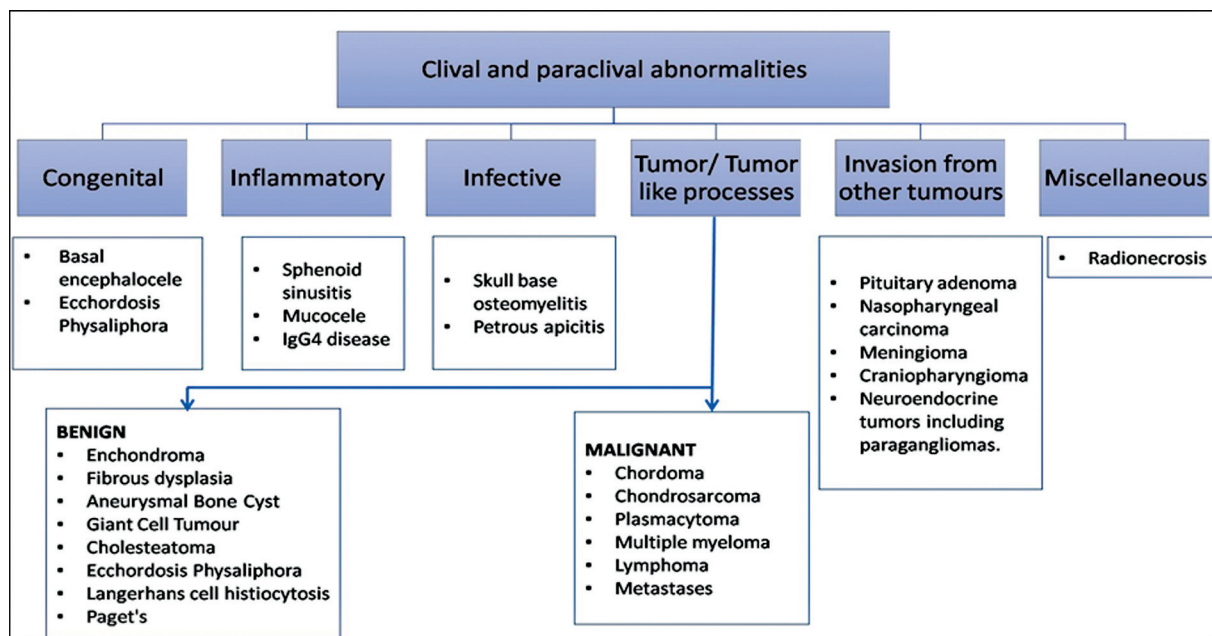 Clival and paraclival abnormalities
Congenital
Inflammatory
Infective
Tumor/ Tumor
like processes
Invasion from
other tumours
Miscellaneous
• Basal
encephalocele
• Ecchordosis
Physaliphora
• Sphenoid
sinusitis
• Mucocele
• IgG4 disease
• Skull base
osteomyelitis
• Petrous apicitis
• Pituitary adenoma
• Nasopharyngeal
carcinoma
• Meningioma
• Craniopharyngioma
• Neuroendocrine
tumors including
paragangliomas.
• Radionecrosis
BENIGN
• Enchondroma
• Fibrous dysplasia
• Aneurysmal Bone Cyst
• Giant Cell Tumour
• Cholesteatoma
• Ecchordosis Physaliphora
• Langerhans cell histiocytosis
• Paget's
MALIGNANT
• Chordoma
• Chondrosarcoma
• Plasmacytoma
• Multiple myeloma
• Lymphoma
• Metastases